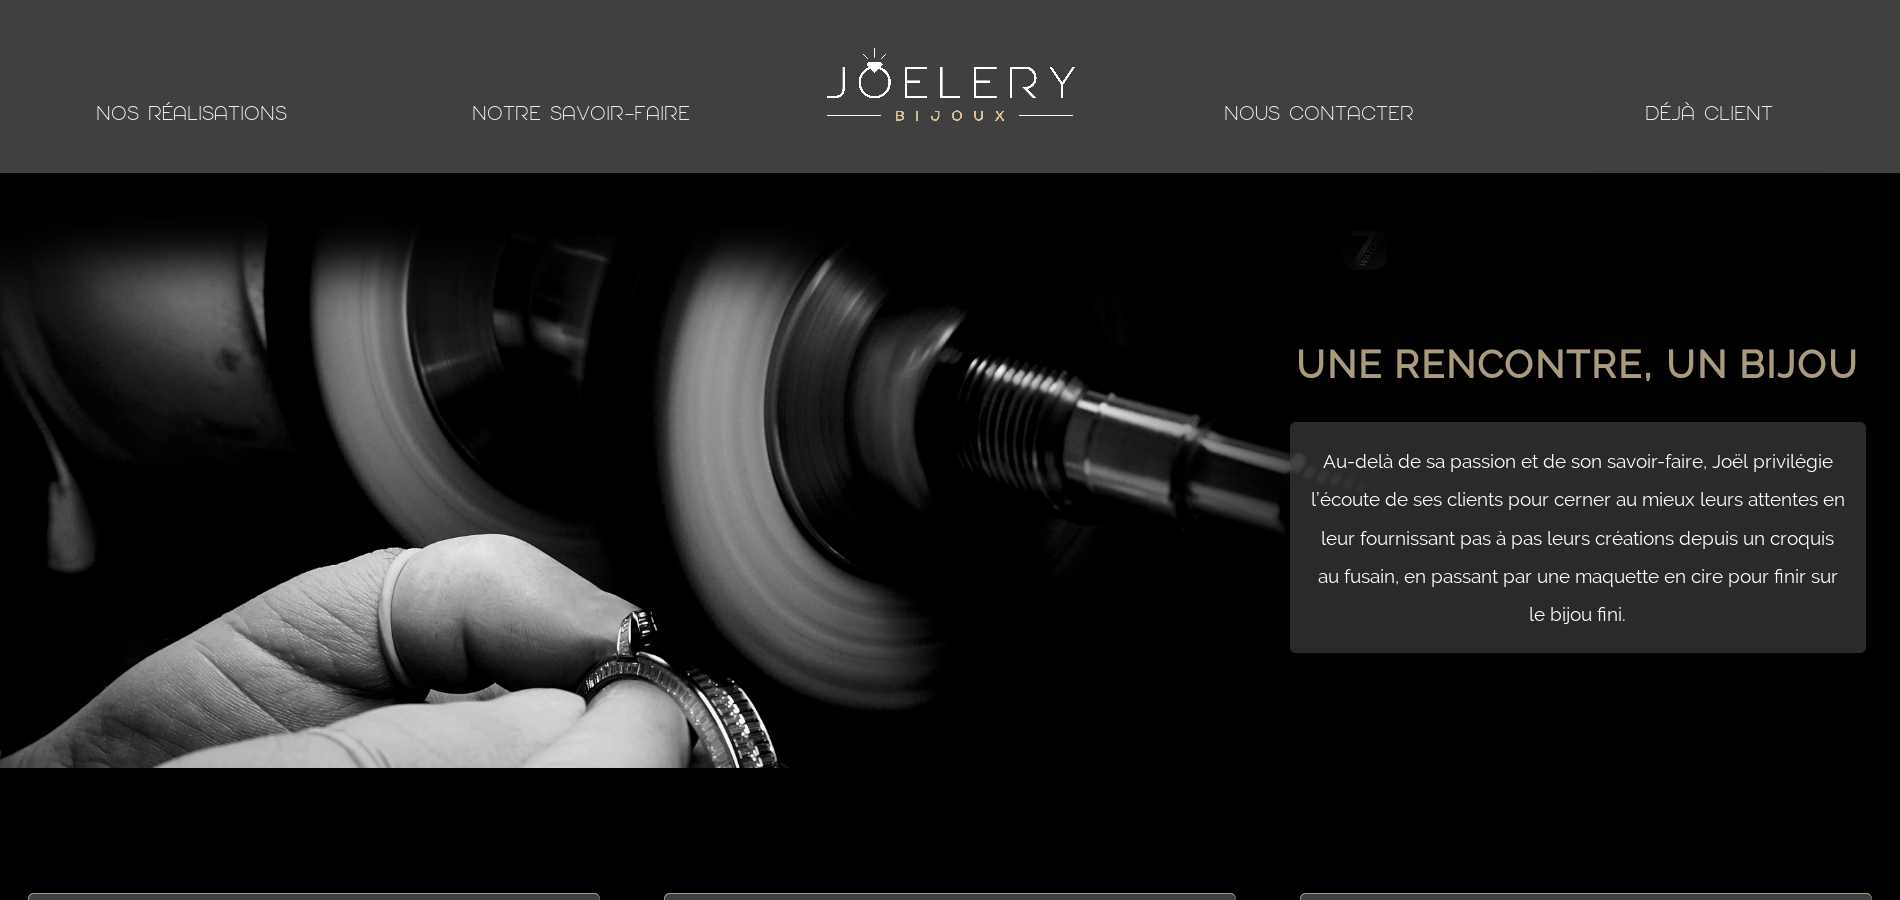 NOS RÉALISATIONS
NOTRE SAVOIR-FAIRE
JOELERY
BIJOUX
NOUS CONTACTER
DÉJÀ CLIENT
UNE RENCONTRE, UN BIJOU
Au-delà de sa passion et de son savoir-faire, Joël privilégie
l'écoute de ses clients pour cerner au mieux leurs attentes en
leur fournissant pas à pas leurs créations depuis un croquis
au fusain, en passant par une maquette en cire pour finir sur
le bijou fini.